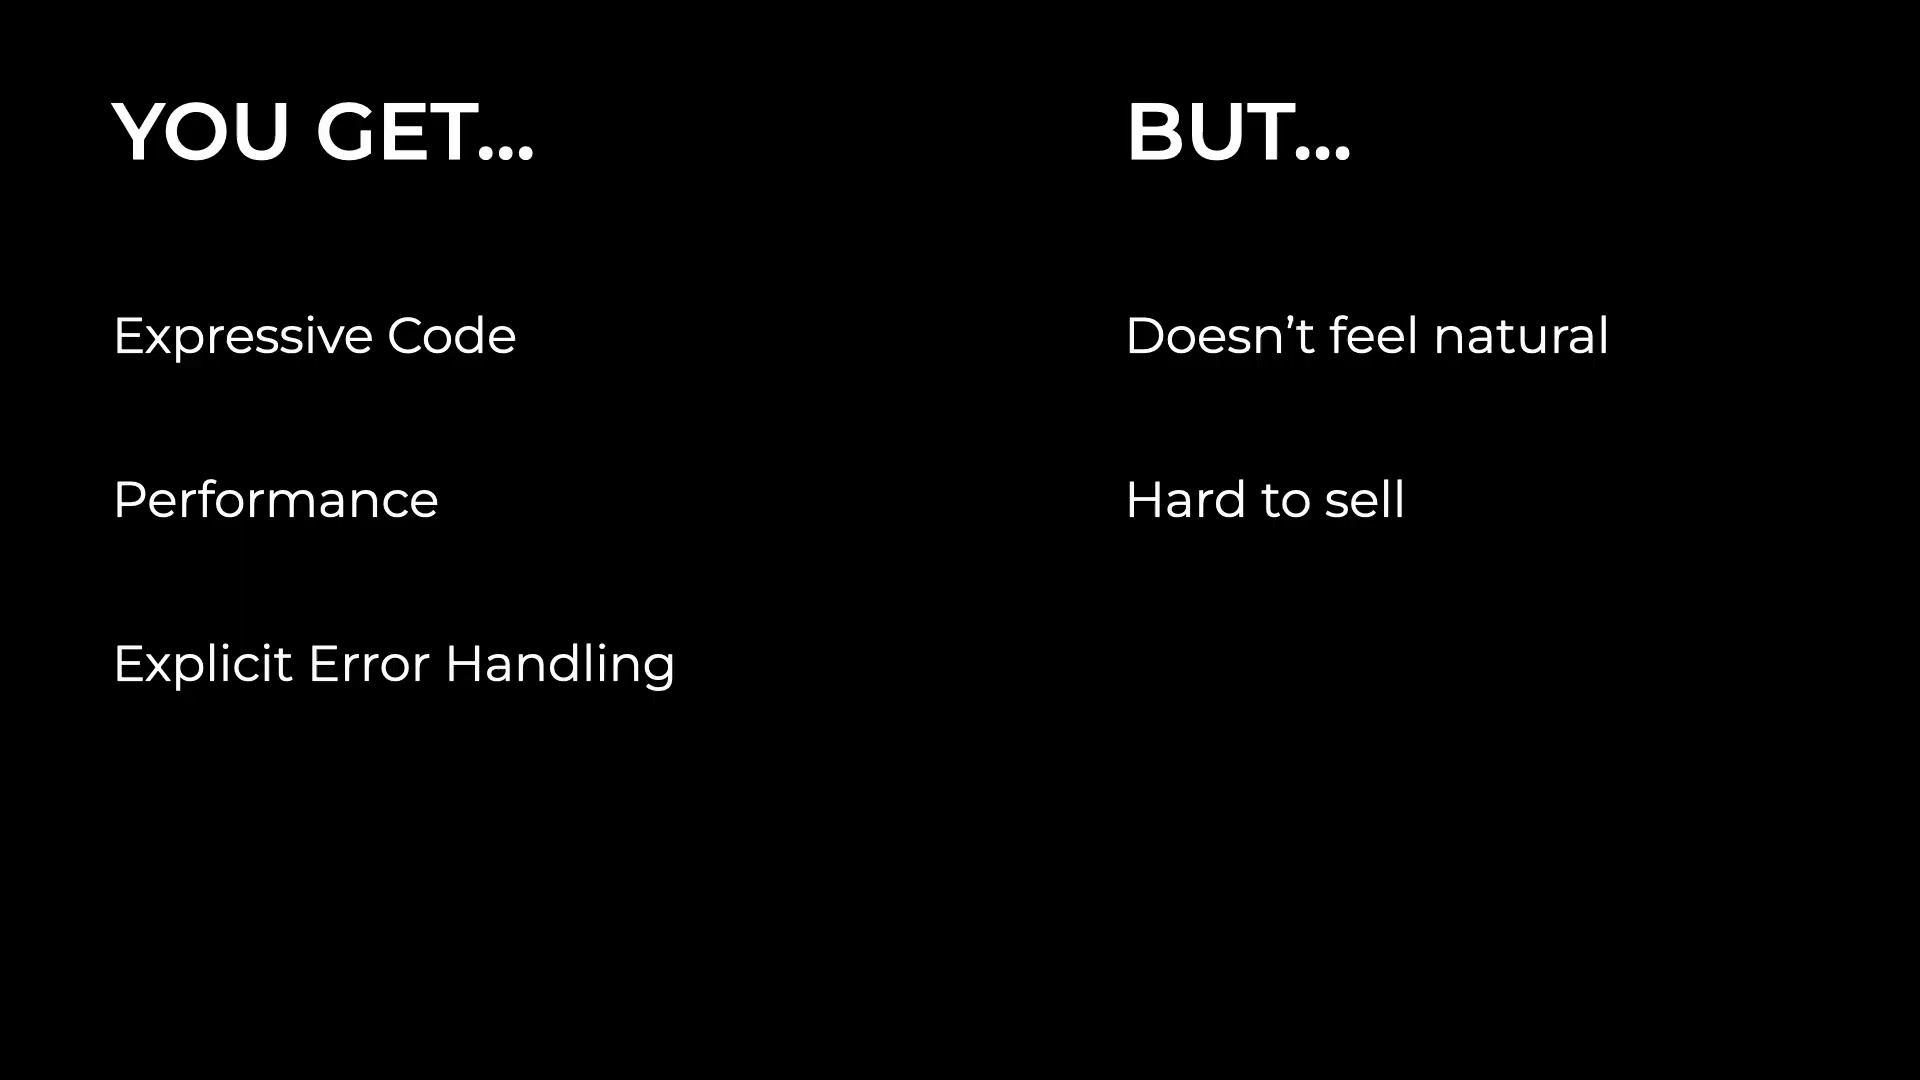 YOU GET...
Expressive Code
Performance
Explicit Error Handling
BUT...
Doesn’t feel natural
Hard to sell